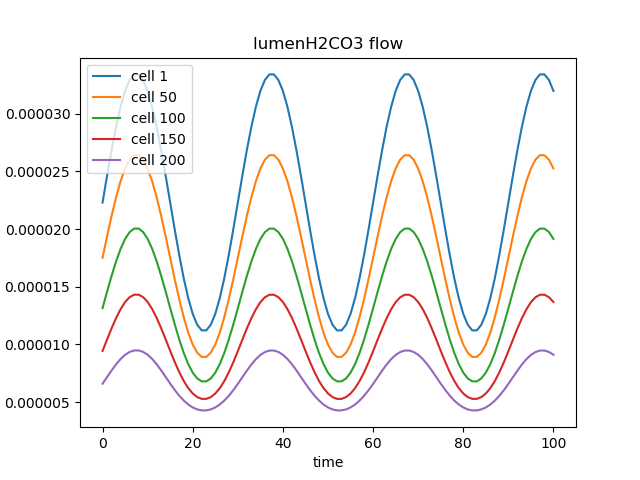 lumenH2CO3 flow
cell 1
cell 50
cell 100
cell 150
cell 200
0.000030
0.000025
0.000020
0.000015
0.000010
0.000005
0 20 40 60 80 100
time